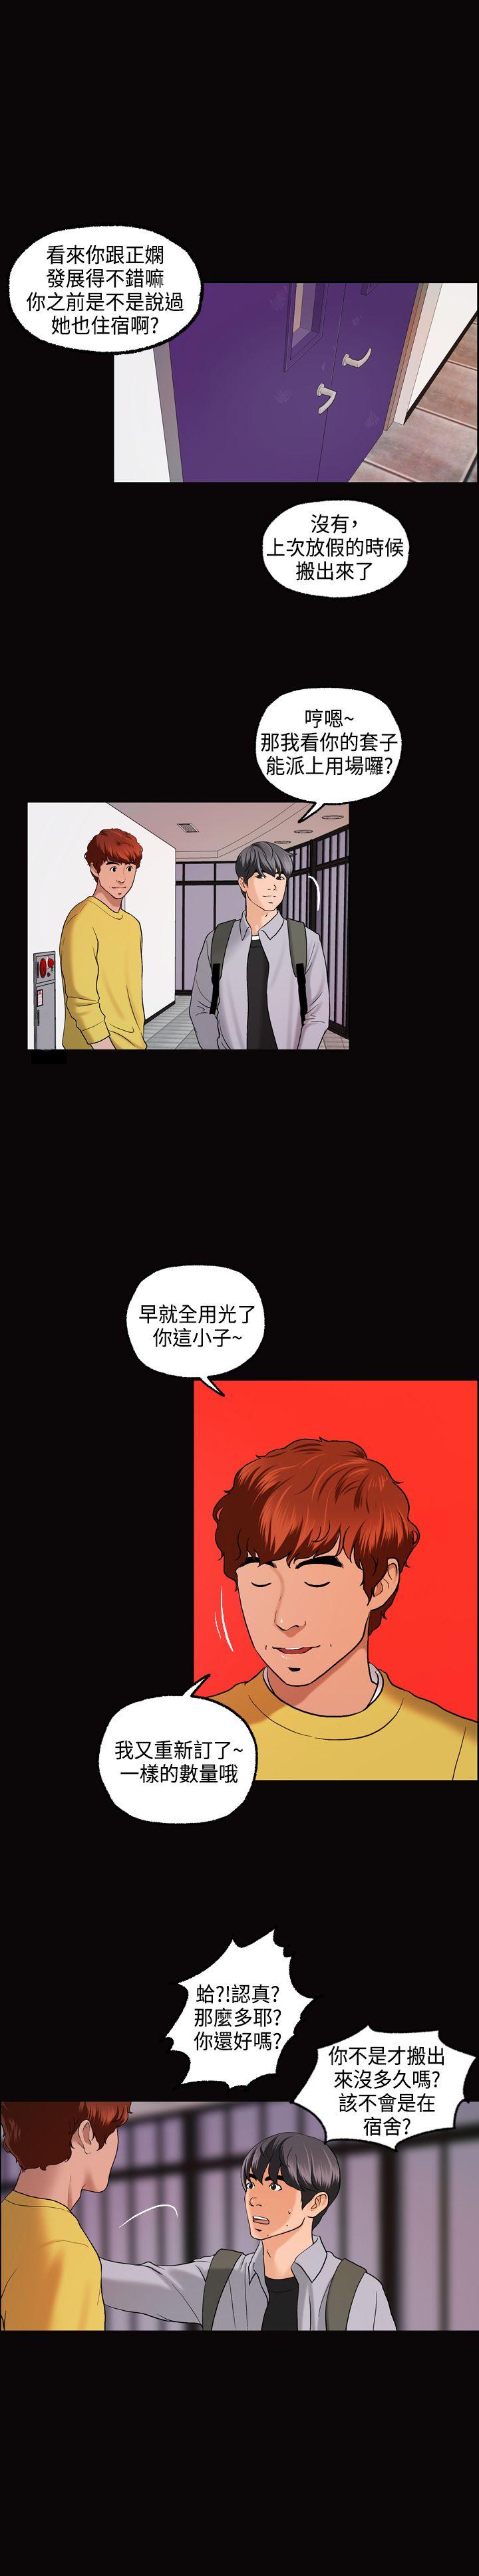 看來你跟正嫻
發展得不錯嘛
你之前是不是說過
她也住宿啊?
沒有,
上次放假的時候
搬出來了
哼嗯~
那我看你的套子
能派上用場囉?
早就全用光了
你這小子~
我又重新訂了~
一樣的數量哦
蛤?!認真?
那麼多耶?
你還好嗎?
你不是才搬出
來沒多久嗎?
該不會是在
宿舍?